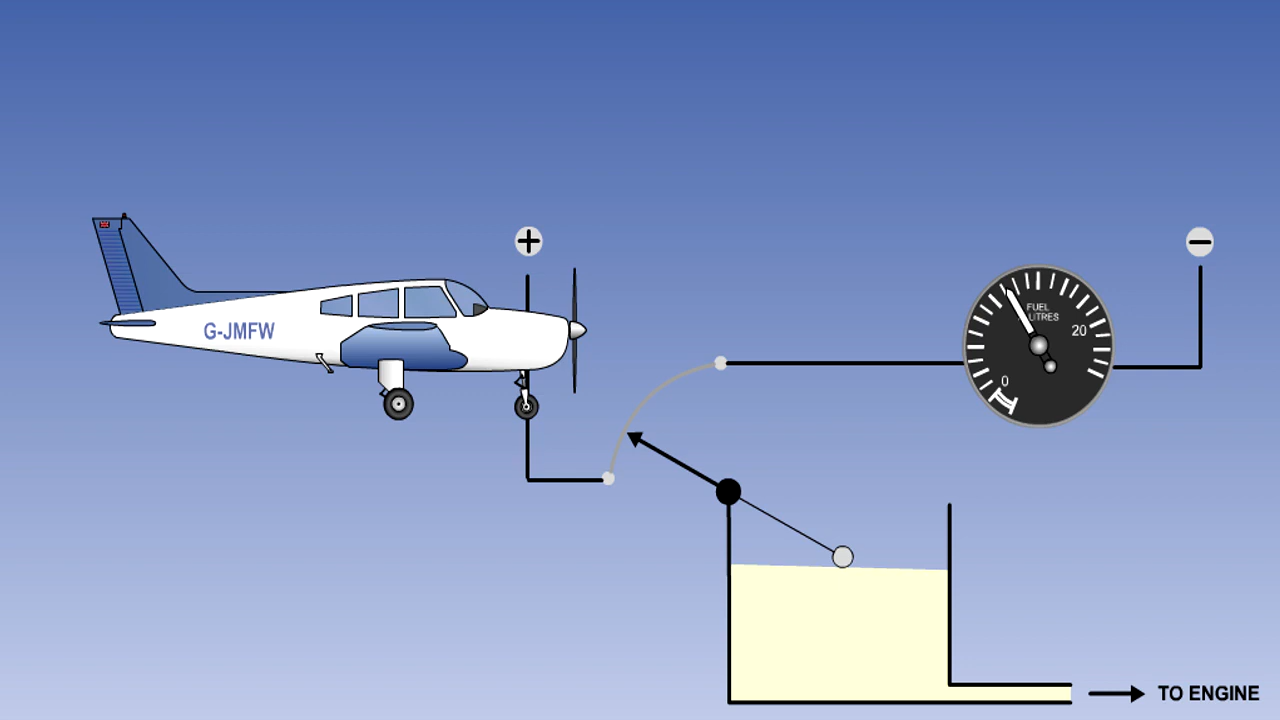 G-JMFW
+
−
FUEL
LITRES
20
0
TO ENGINE